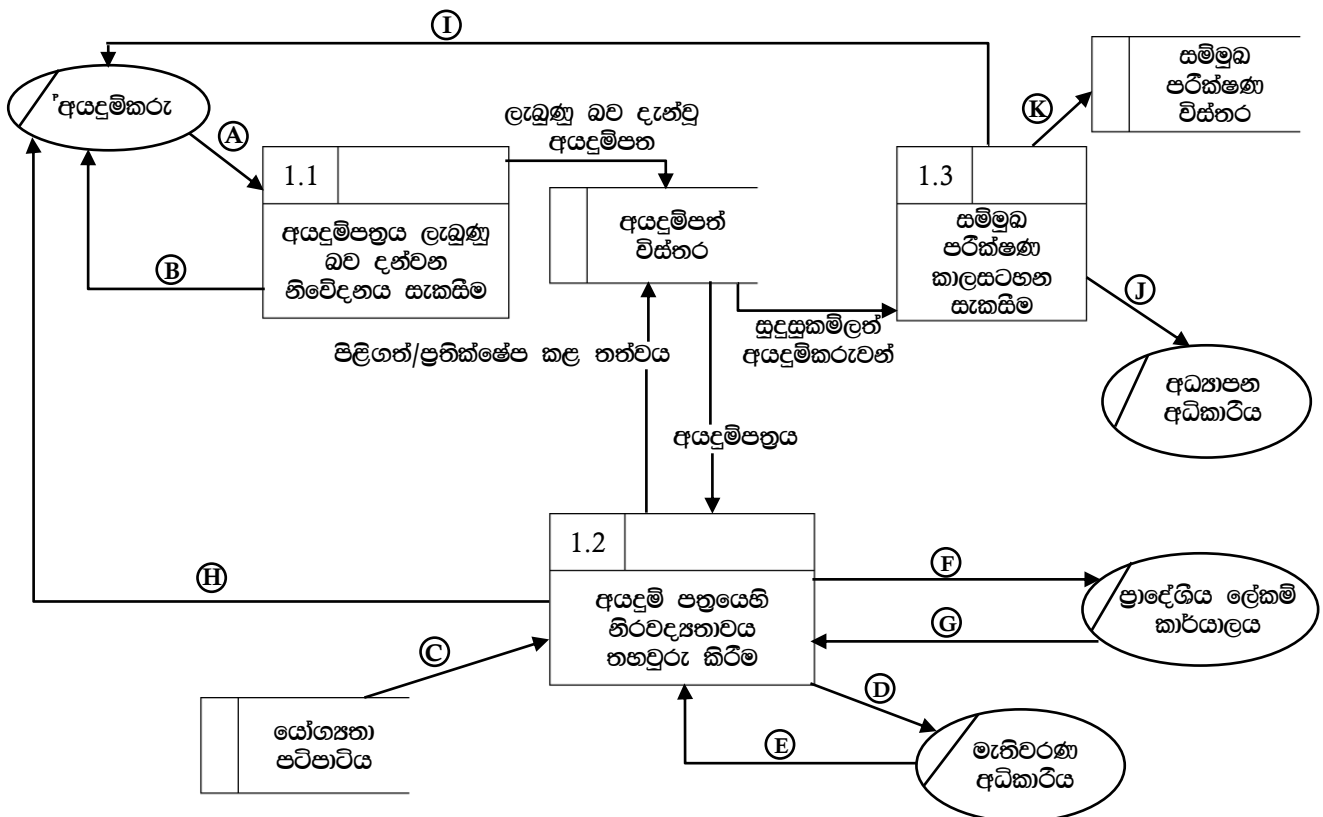 I
සම්මුඛ
පරීක්ෂණ
විස්තර
අයදුම්කරු
A
ලැබුණු බව දැන්වූ
අයදුම්පත
K
1.1
අයදුම්පත්‍රය ලැබුණු
බව දන්වන
නිවේදනය සැකසීම
B
අයදුම්පත්
විස්තර
1.3
සම්මුඛ
පරීක්ෂණ
කාලසටහන
සැකසීම
J
සුදුසුකම්ලත්
අයදුම්කරුවන්
පිළිගත්/ප්‍රතික්ෂේප කළ තත්වය
අධ්‍යාපන
අධිකාරිය
අයදුම්පත්‍රය
1.2
අයදුම් පත්‍රයෙහි
නිරවද්‍යතාවය
තහවුරු කිරීම
H
F
ප්‍රාදේශීය ලේකම්
කාර්යාලය
G
C
D
යෝග්‍යතා
පටිපාටිය
E
මැතිවරණ
අධිකාරිය